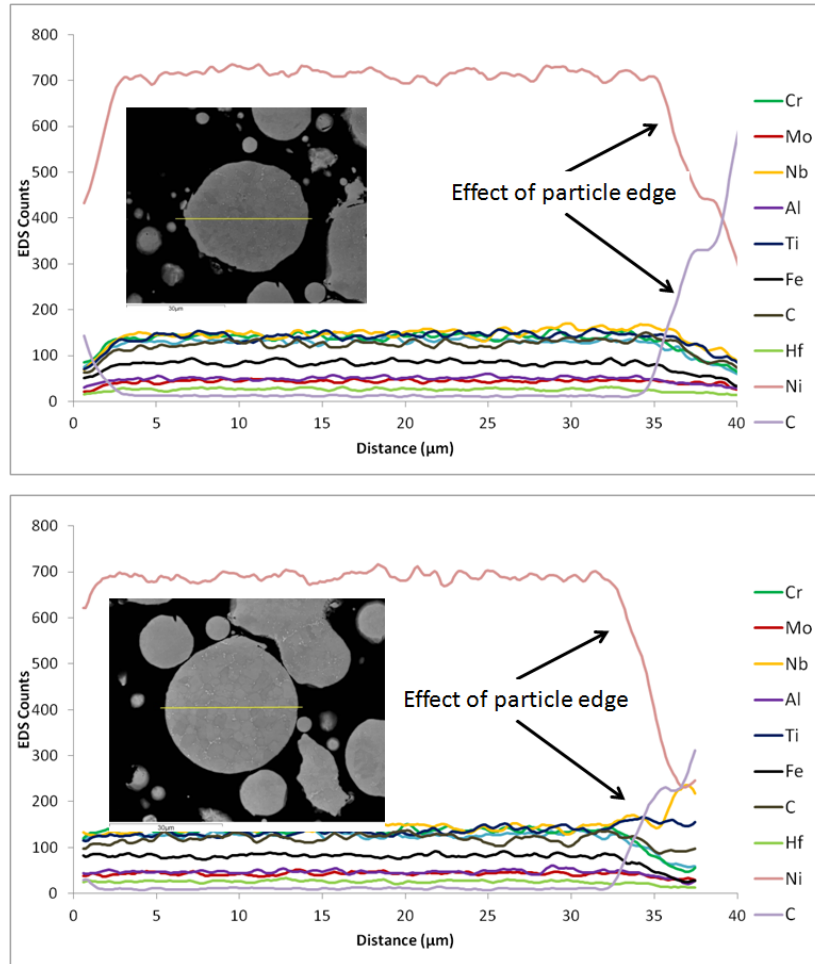 800
700
600
500
400
300
200
100
0
EDS Counts
0 5 10 15 20 25 30 35 40
Distance (μm)
Effect of particle edge
30μm
Cr
Mo
Nb
Al
Ti
Fe
C
Hf
Ni
C
800
700
600
500
400
300
200
100
0
EDS Counts
0 5 10 15 20 25 30 35 40
Distance (μm)
Effect of particle edge
30μm
Cr
Mo
Nb
Al
Ti
Fe
C
Hf
Ni
C